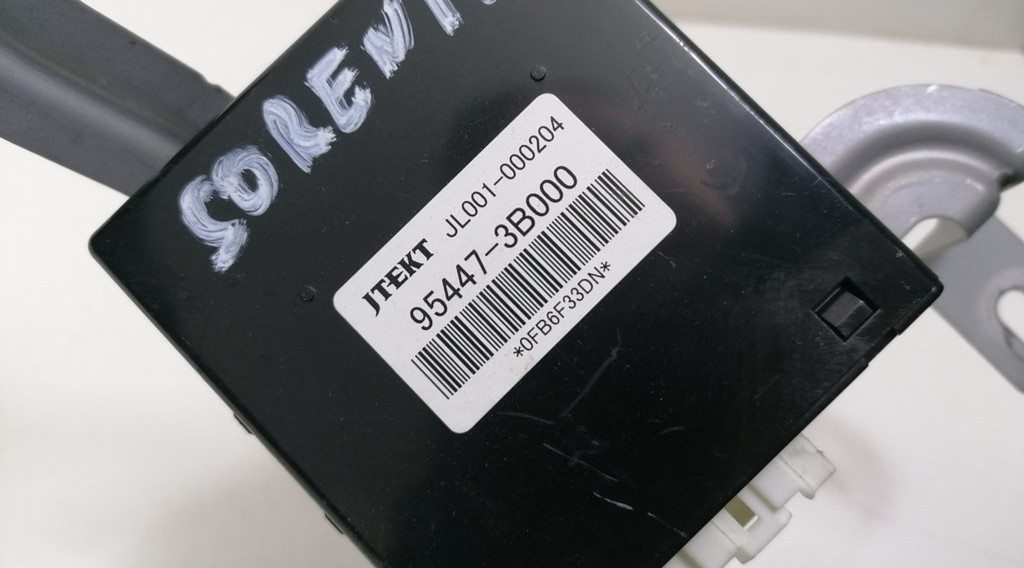 SORENT
JTEKT JL001-000204
95447-3B000
*0FB6F33DN*